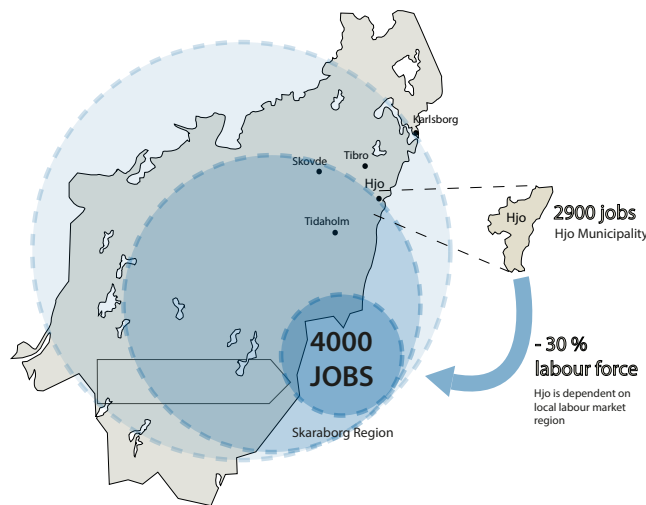 Karlsborg
Skovde
Tibro
Hjo
Tidaholm
Hjo
2900 jobs
Hjo Municipality
4000
JOBS
Skaraborg Region
- 30 %
labour force
Hjo is dependent on
local labour market
region